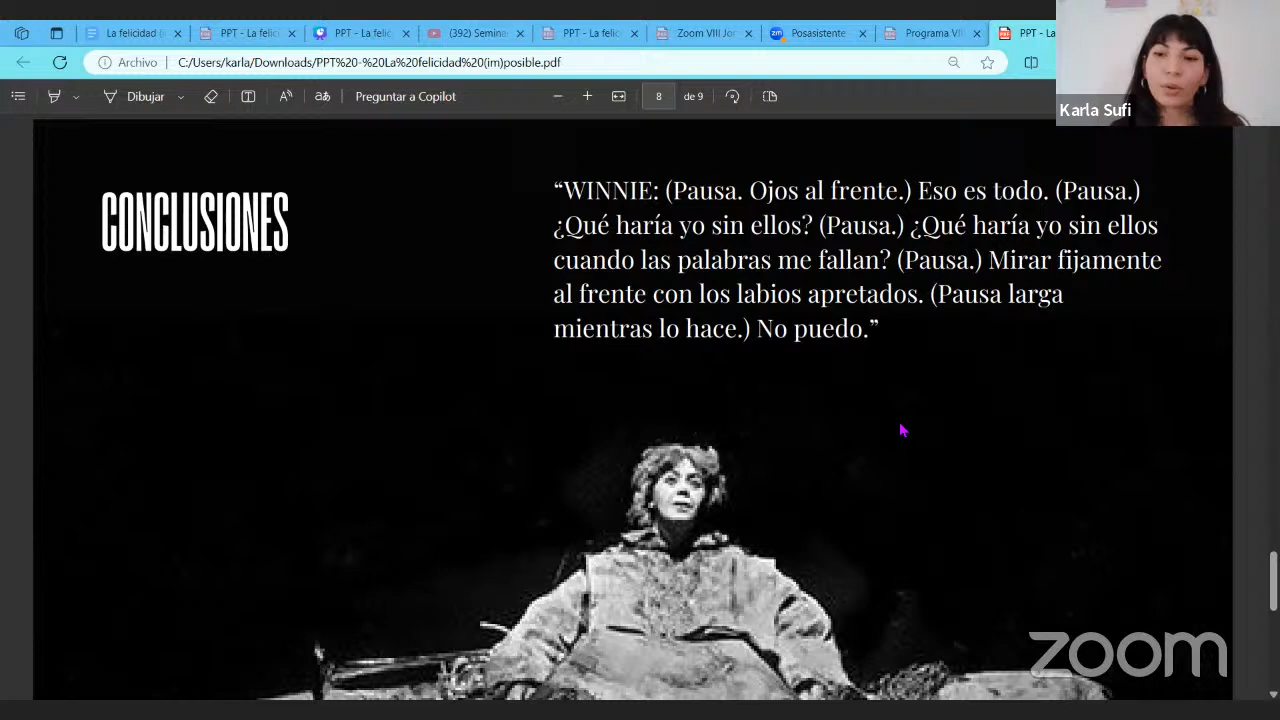 La felicidad (
PPT - La felic
PPT - La felic
(392) Semina
PPT - La felic
Zoom VIII Jor
Posasistente
Programa VII
PPT - La
Archivo
C:/Users/karla/Downloads/PPT%20-%20La%20felicidad
posible.pdf
Dibujar
Preguntar a Copilot
8
de 9
Karla Sufi
CONCLUSIONES
“WINNIE: (Pausa. Ojos al frente.) Eso es todo. (Pausa.)
¿Qué haría yo sin ellos? (Pausa.) ¿Qué haría yo sin ellos
cuando las palabras me fallan? (Pausa.) Mirar fijamente
al frente con los labios apretados. (Pausa larga
mientras lo hace.) No puedo.”
zoom